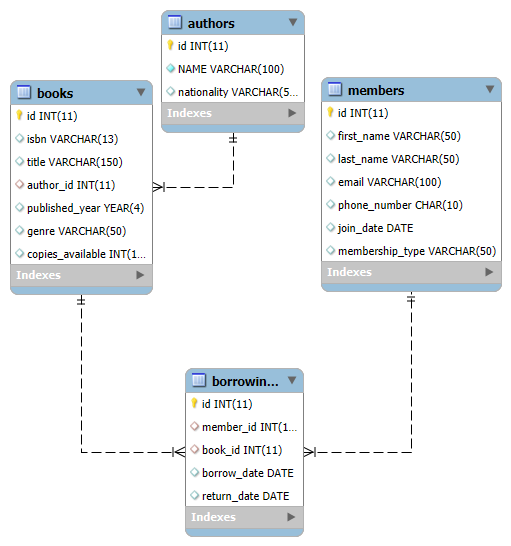 authors
id INT(11)
NAME VARCHAR(100)
nationality VARCHAR(5...
Indexes
books
id INT(11)
isbn VARCHAR(13)
title VARCHAR(150)
author_id INT(11)
published_year YEAR(4)
genre VARCHAR(50)
copies_available INT(1...
Indexes
members
id INT(11)
first_name VARCHAR(50)
last_name VARCHAR(50)
email VARCHAR(100)
phone_number CHAR(10)
join_date DATE
membership_type VARCHAR(50)
Indexes
borrowin...
id INT(11)
member_id INT(1...
book_id INT(11)
borrow_date DATE
return_date DATE
Indexes